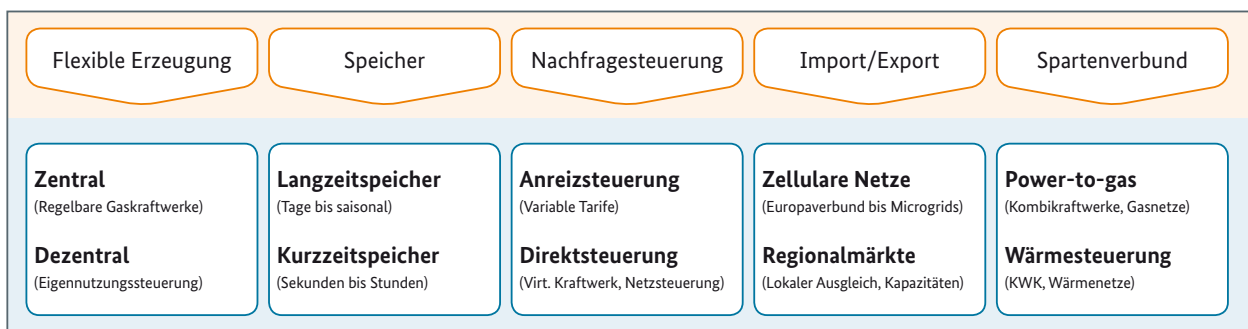 Flexible Erzeugung
Speicher
Nachfragesteuerung
Import/Export
Spartenverbund
Zentral
(Regelbare Gaskraftwerke)
Dezentral
(Eigennutzungssteuerung)
Langzeitspeicher
(Tage bis saisonal)
Kurzzeitspeicher
(Sekunden bis Stunden)
Anreizsteuerung
(Variable Tarife)
Direktsteuerung
(Virt. Kraftwerk, Netzsteuerung)
Zellulare Netze
(Europaverbund bis Microgrids)
Regionalmärkte
(Lokaler Ausgleich, Kapazitäten)
Power-to-gas
(Kombikraftwerke, Gasnetze)
Wärmesteuerung
(KWK, Wärmenetze)